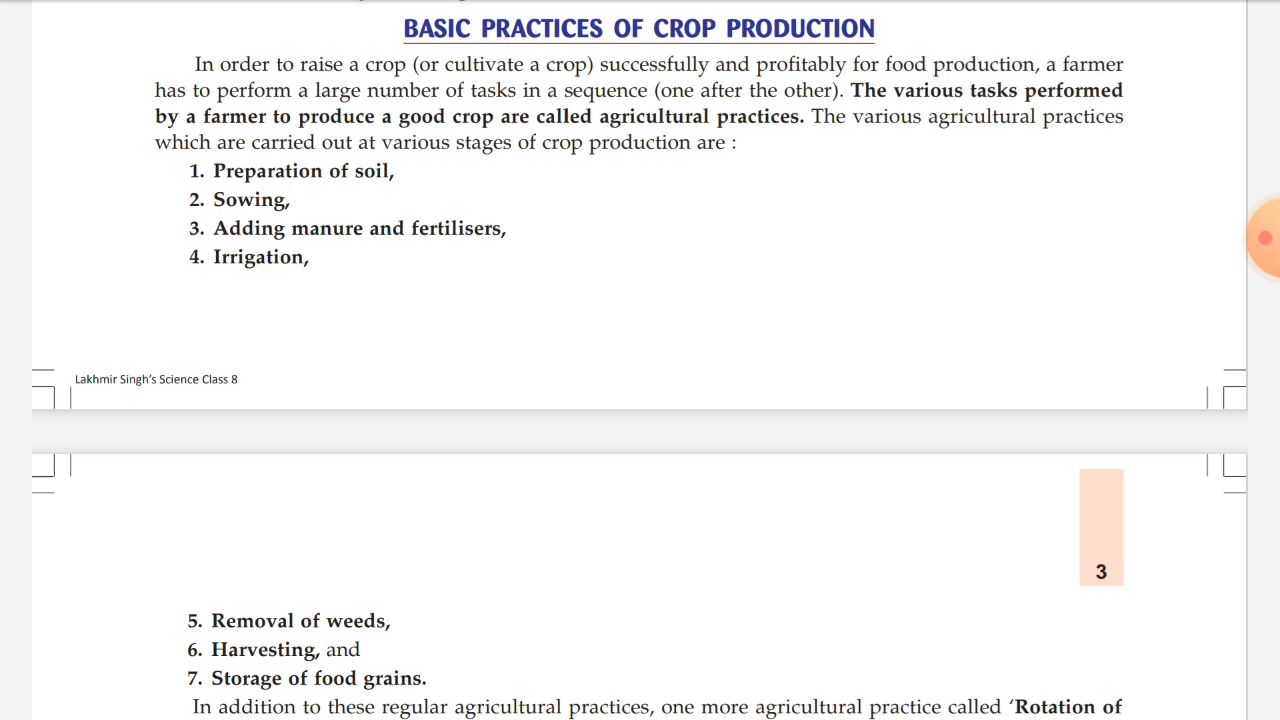 BASIC PRACTICES OF CROP PRODUCTION
In order to raise a crop (or cultivate a crop) successfully and profitably for food production, a farmer
has to perform a large number of tasks in a sequence (one after the other). The various tasks performed
by a farmer to produce a good crop are called agricultural practices. The various agricultural practices
which are carried out at various stages of crop production are :
1. Preparation of soil,
2. Sowing,
3. Adding manure and fertilisers,
4. Irrigation,
Lakhmir Singh's Science Class 8
3
5. Removal of weeds,
6. Harvesting, and
7. Storage of food grains.
In addition to these regular agricultural practices, one more agricultural practice called ‘Rotation of